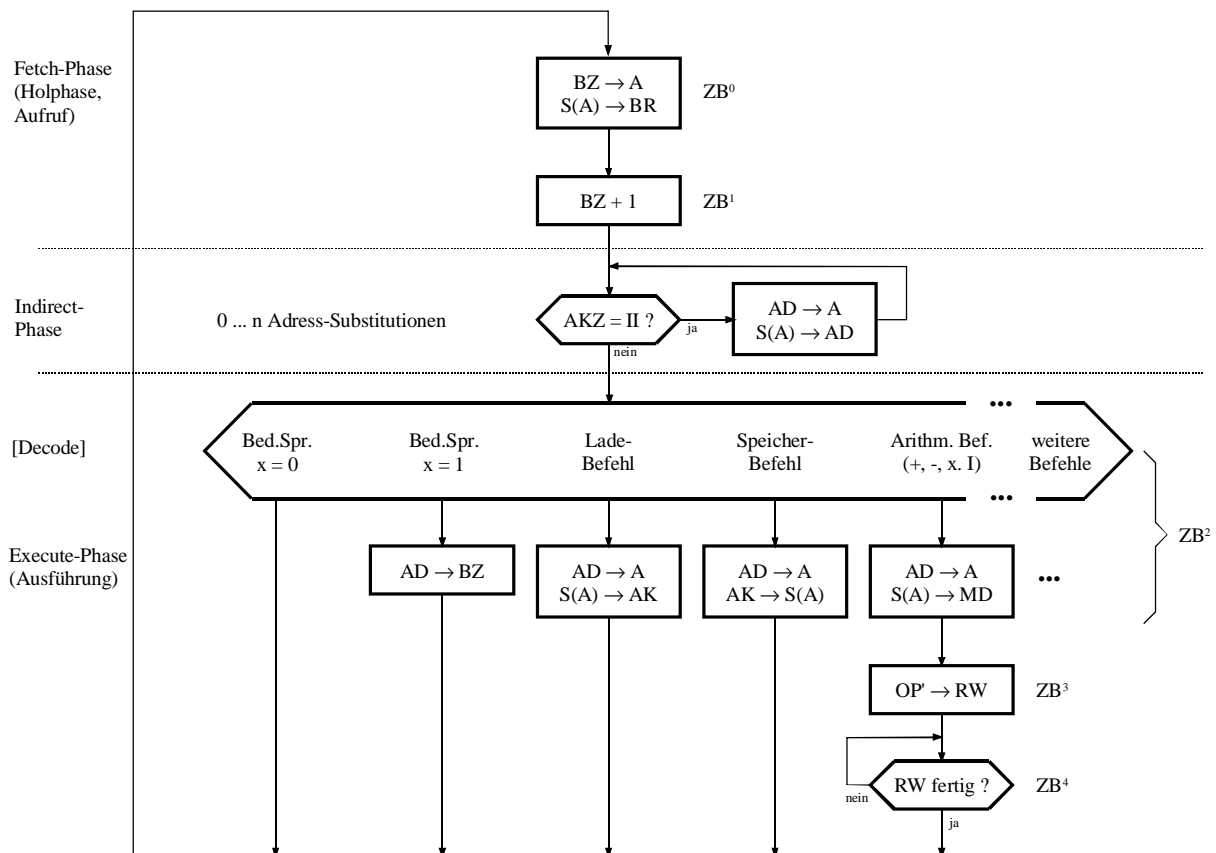 Fetch-Phase
(Holphase,
Aufruf)
BZ → A
S(A) → BR
ZB⁰
BZ + 1
ZB¹
Indirect-
Phase
0 ... n Adress-Substitutionen
AKZ = II ?
ja
nein
AD → A
S(A) → AD
[Decode]
Bed.Spr.
x = 0
Bed.Spr.
x = 1
Lade-
Befehl
Speicher-
Befehl
Arithm. Bef.
(+, -, x. I)
•••
weitere
Befehle
•••
ZB²
Execute-Phase
(Ausführung)
AD → BZ
AD → A
S(A) → AK
AD → A
AK → S(A)
AD → A
S(A) → MD
•••
OP' → RW
ZB³
RW fertig ?
nein
ja
ZB⁴